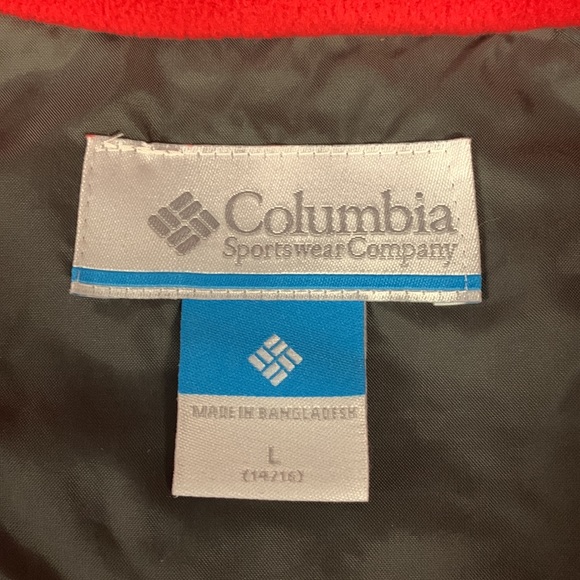 Columbia
Sportswear Company
MADE IN BANGLADESH
L
(14/16)